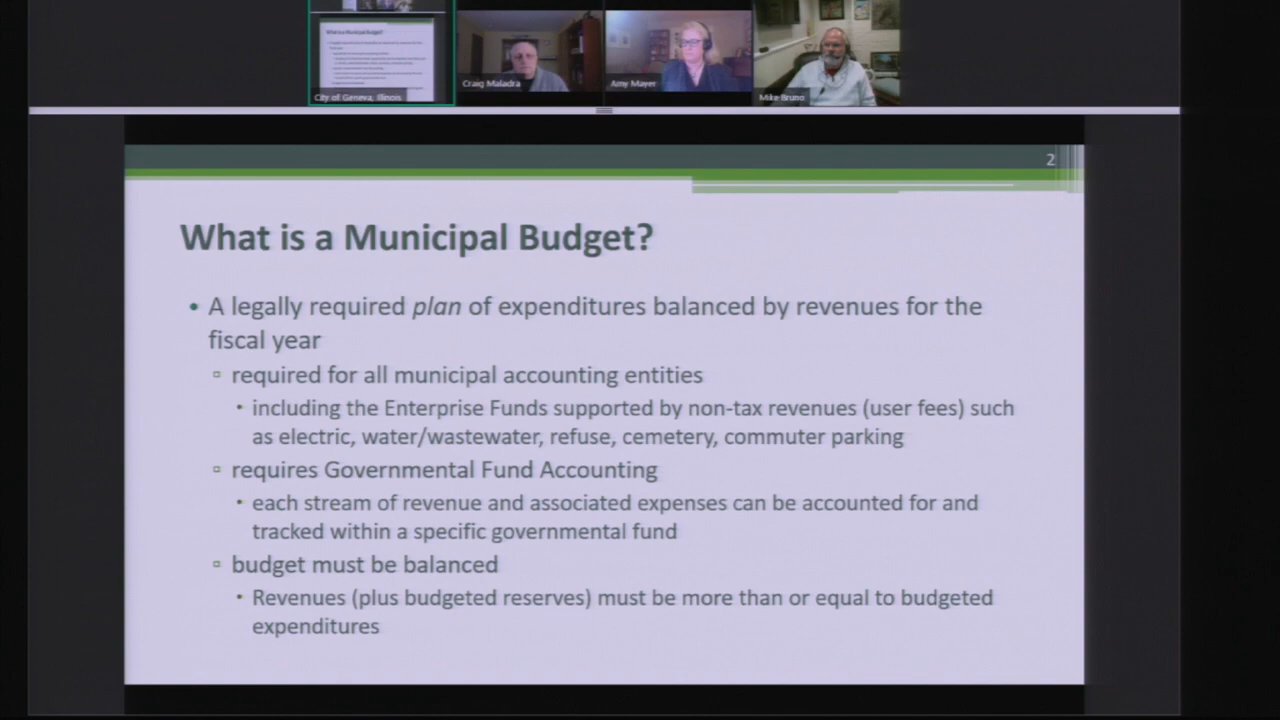 What is a Municipal Budget?
City of Geneva, Illinois
Craig Maladra
Amy Mayer
Mike Bruno
2
What is a Municipal Budget?
• A legally required plan of expenditures balanced by revenues for the
fiscal year
▫ required for all municipal accounting entities
• including the Enterprise Funds supported by non-tax revenues (user fees) such
as electric, water/wastewater, refuse, cemetery, commuter parking
▫ requires Governmental Fund Accounting
• each stream of revenue and associated expenses can be accounted for and
tracked within a specific governmental fund
▫ budget must be balanced
• Revenues (plus budgeted reserves) must be more than or equal to budgeted
expenditures